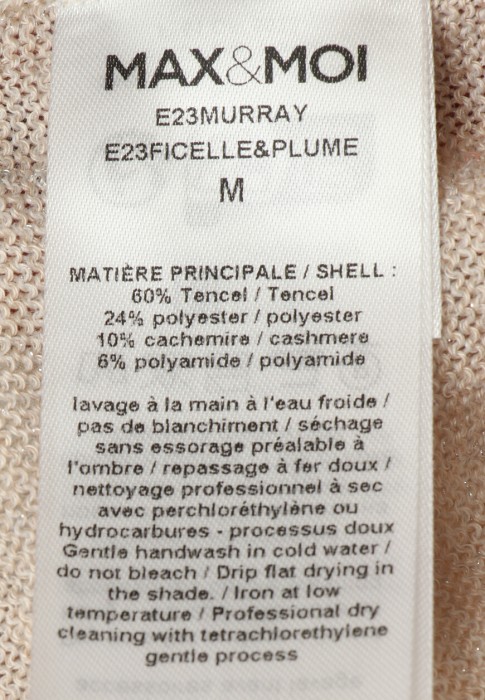 MAX&MOI
E23MURRAY
E23FICELLE&PLUME
M
MATIÈRE PRINCIPALE / SHELL :
60% Tencel / Tencel
24% polyester / polyester
10% cachemire / cashmere
6% polyamide / polyamide
lavage à la main à l'eau froide /
pas de blanchiment / séchage
sans essorage préalable à
l'ombre / repassage à fer doux /
nettoyage professionnel à sec
avec perchloréthylène ou
hydrocarbures - processus doux
Gentle handwash in cold water /
do not bleach / Drip flat drying in
the shade. / Iron at low
temperature / Professional dry
cleaning with tetrachlorethylene
gentle process